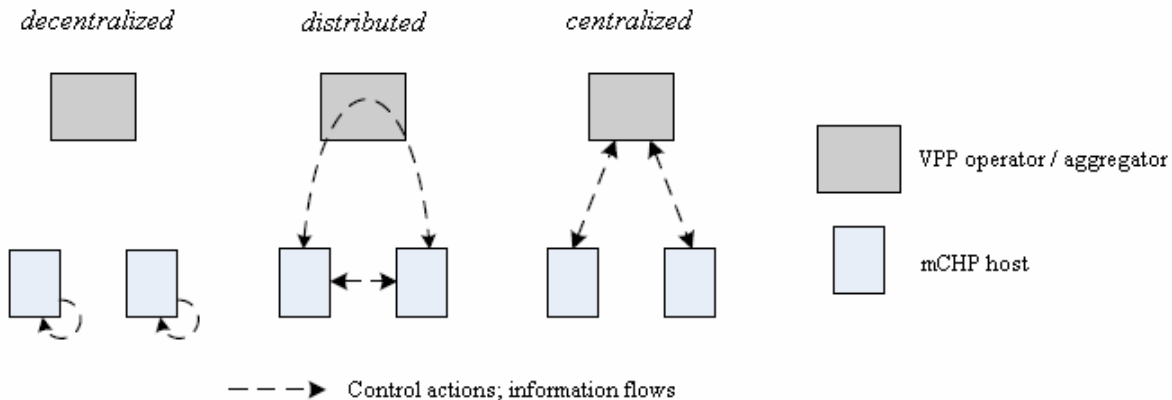 decentralized
distributed
centralized
VPP operator / aggregator
mCHP host
Control actions; information flows